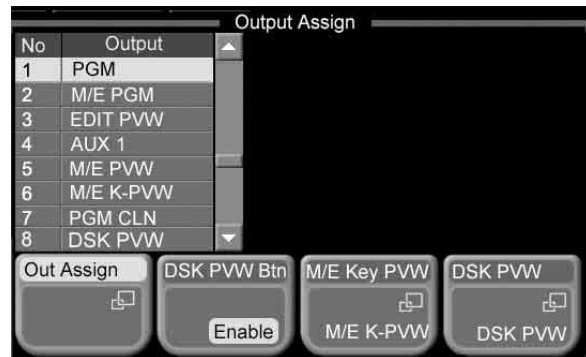 Output Assign
No Output
1 PGM
2 M/E PGM
3 EDIT PVW
4 AUX 1
5 M/E PVW
6 M/E K-PVW
7 PGM CLN
8 DSK PVW
Out Assign DSK PVW Btn M/E Key PVW DSK PVW
Enable M/E K-PVW DSK PVW